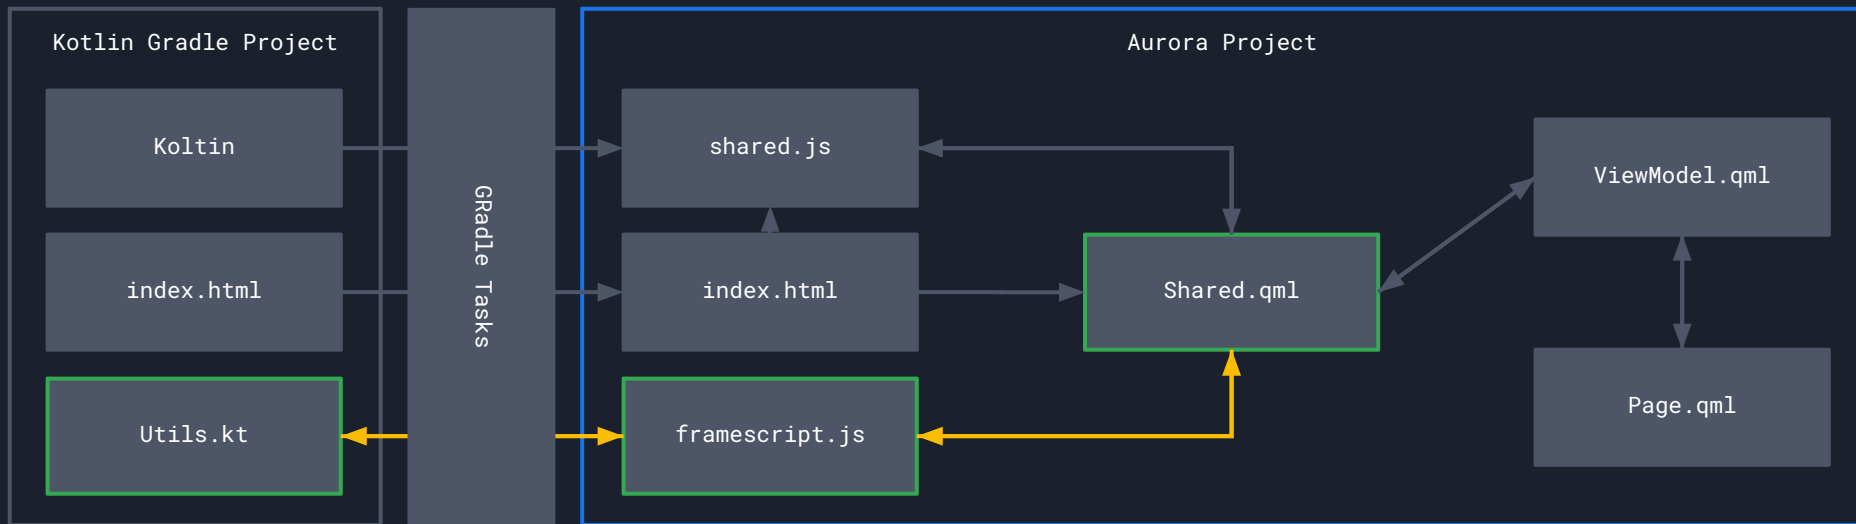 Kotlin Gradle Project
Koltin
index.html
Utils.kt
GRadle Tasks
Aurora Project
shared.js
index.html
framescript.js
Shared.qml
ViewModel.qml
Page.qml